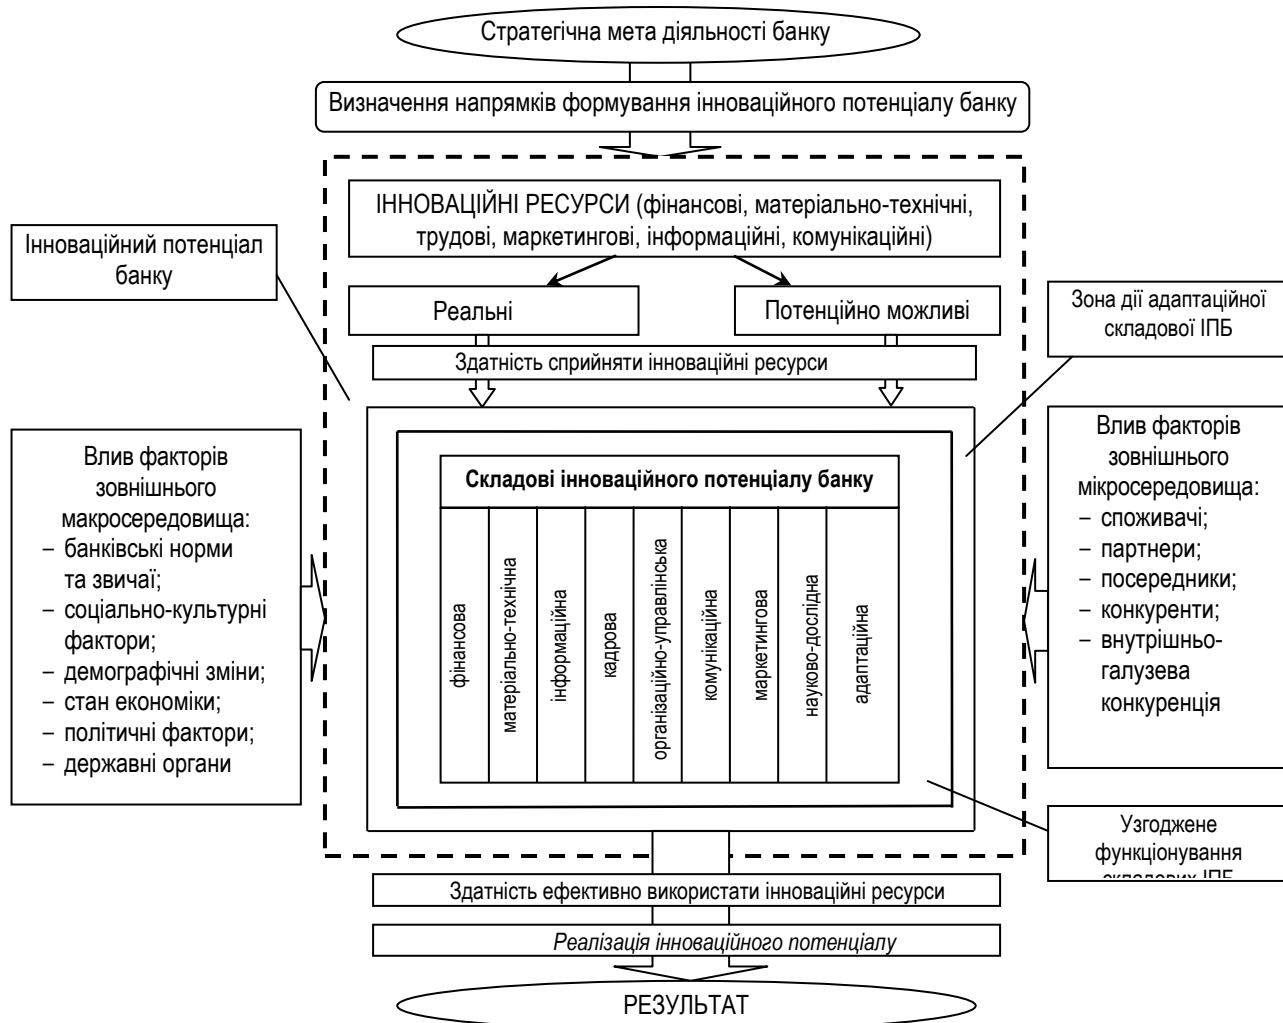 Стратегічна мета діяльності банку
Визначення напрямків формування інноваційного потенціалу банку
ІННОВАЦІЙНІ РЕСУРСИ (фінансові, матеріально-технічні,
трудові, маркетингові, інформаційні, комунікаційні)
Інноваційний потенціал
банку
Реальні
Потенційно можливі
Зона дії адаптаційної
складової ІПБ
Здатність сприйняти інноваційні ресурси
Влив факторів
зовнішнього
макросередовища:
– банківські норми
та звичаї;
– соціально-культурні
фактори;
– демографічні зміни;
– стан економіки;
– політичні фактори;
– державні органи
Складові інноваційного потенціалу банку
фінансова
матеріально-технічна
інформаційна
кадрова
організаційно-управлінська
комунікаційна
маркетингова
науково-дослідна
адаптаційна
Влив факторів
зовнішнього
мікросередовища:
– споживачі;
– партнери;
– посередники;
– конкуренти;
– внутрішньо-
галузева
конкуренція
Узгоджене
функціонування
складових ІПБ
Здатність ефективно використати інноваційні ресурси
Реалізація інноваційного потенціалу
РЕЗУЛЬТАТ